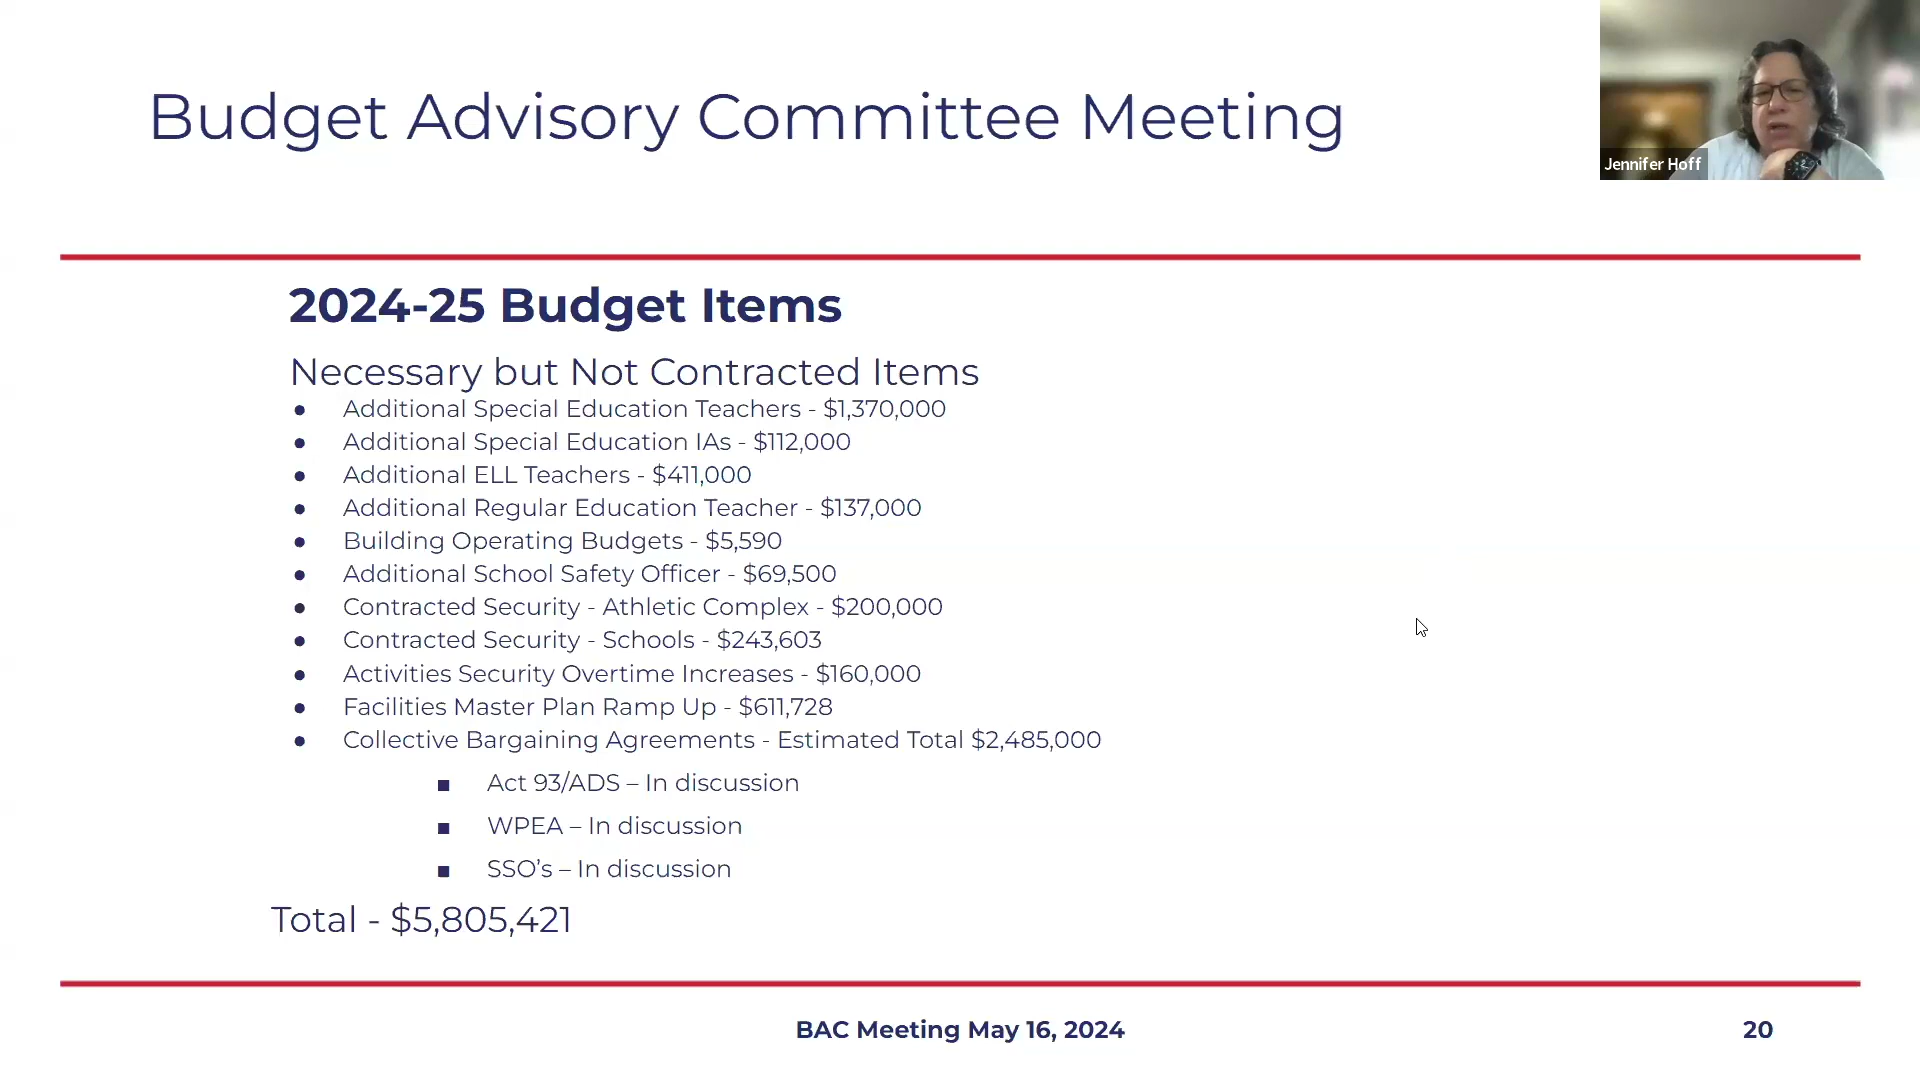 Budget Advisory Committee Meeting
Jennifer Hoff
2024-25 Budget Items
Necessary but Not Contracted Items
● Additional Special Education Teachers - $1,370,000
● Additional Special Education IAs - $112,000
● Additional ELL Teachers - $411,000
● Additional Regular Education Teacher - $137,000
● Building Operating Budgets - $5,590
● Additional School Safety Officer - $69,500
● Contracted Security - Athletic Complex - $200,000
● Contracted Security - Schools - $243,603
● Activities Security Overtime Increases - $160,000
● Facilities Master Plan Ramp Up - $611,728
● Collective Bargaining Agreements - Estimated Total $2,485,000
■ Act 93/ADS – In discussion
■ WPEA – In discussion
■ SSO’s – In discussion
Total - $5,805,421
BAC Meeting May 16, 2024
20